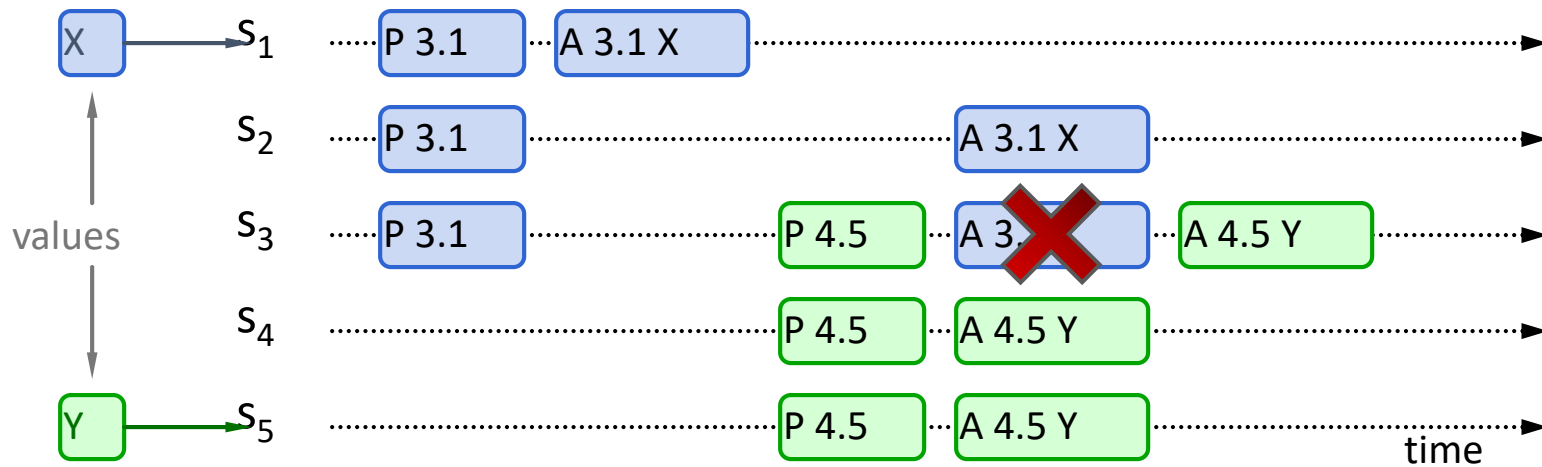 X S1 P 3.1 A 3.1 X
S2 P 3.1 A 3.1 X
values S3 P 3.1 P 4.5 A 3. A 4.5 Y
S4 P 4.5 A 4.5 Y
Y S5 P 4.5 A 4.5 Y
time